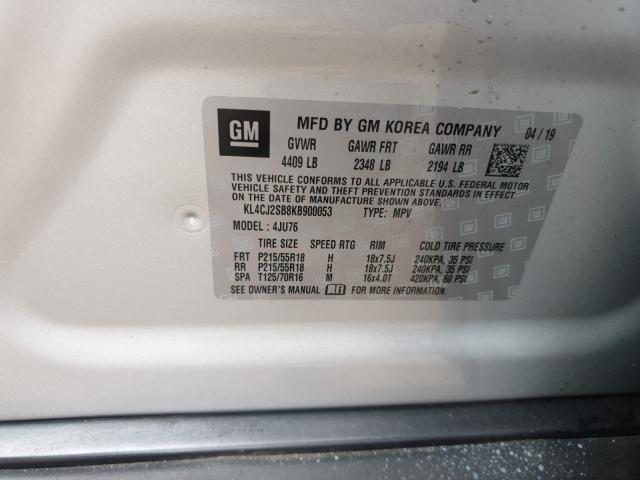 GM
MFD BY GM KOREA COMPANY 04 / 19
GVWR GAWR FRT GAWR RR
4409 LB 2348 LB 2194 LB
THIS VEHICLE CONFORMS TO ALL APPLICABLE U.S. FEDERAL MOTOR
VEHICLE SAFETY AND THEFT PREVENTION STANDARDS IN EFFECT
ON THE DATE OF MANUFACTURE SHOWN ABOVE.
KL4CJ2SB8KB900053 TYPE: MPV
MODEL : 4JU76
TIRE SIZE SPEED RTG RIM COLD TIRE PRESSURE
FRT P215/55R18 H 18x7.5J 240KPA, 35 PSI
RR P215/55R18 H 18x7.5J 240KPA, 35 PSI
SPA T125/70R16 M 16x4.0T 420KPA, 60 PSI
SEE OWNER'S MANUAL FOR MORE INFORMATION.